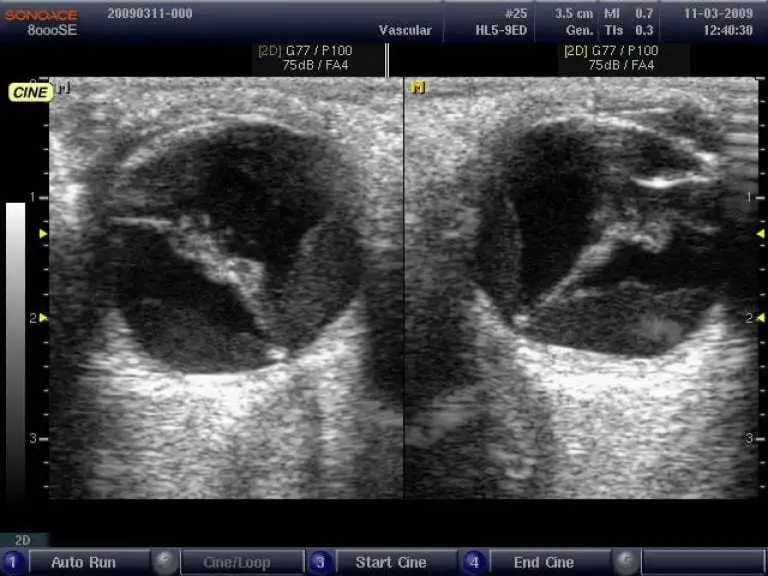 SONOACE 20090311-000 #25 3.5 cm MI 0.7 11-03-2009
8000SE Vascular HL5-9ED Gen. TIs 0.3 12:40:30
[2D] G77 / P100 [2D] G77 / P100
75dB / FA4 75dB / FA4
CINE M M
1 1
2 2
3 3
2D
1 Auto Run 2 Cine/Loop 3 Start Cine 4 End Cine 5